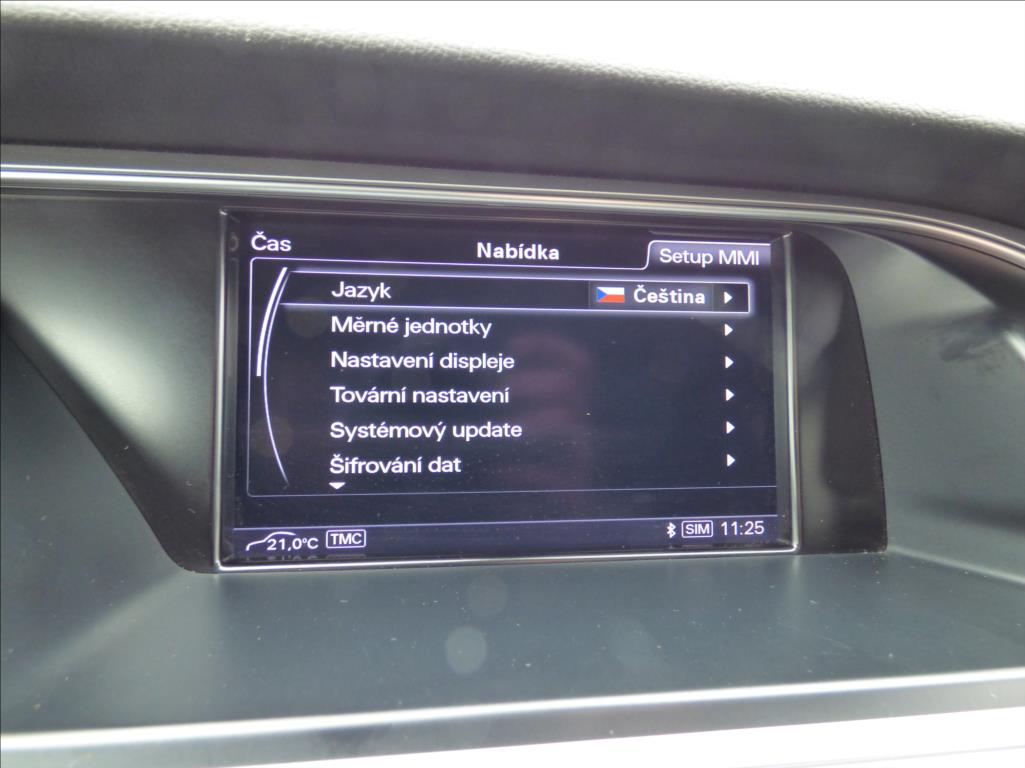 Čas Nabídka Setup MMI
Jazyk Čeština
Měrné jednotky
Nastavení displeje
Tovární nastavení
Systémový update
Šifrování dat
21,0°C TMC SIM 11:25